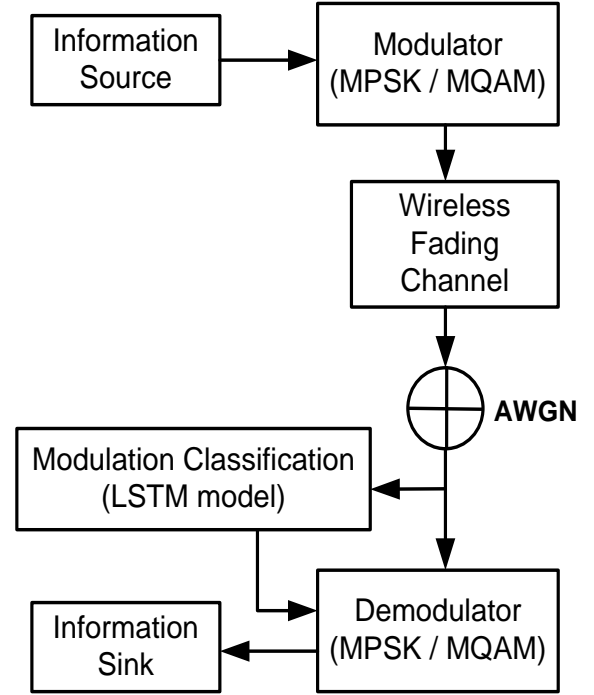 Information
Source
Modulator
(MPSK / MQAM)
Wireless
Fading
Channel
AWGN
Modulation Classification
(LSTM model)
Demodulator
(MPSK / MQAM)
Information
Sink